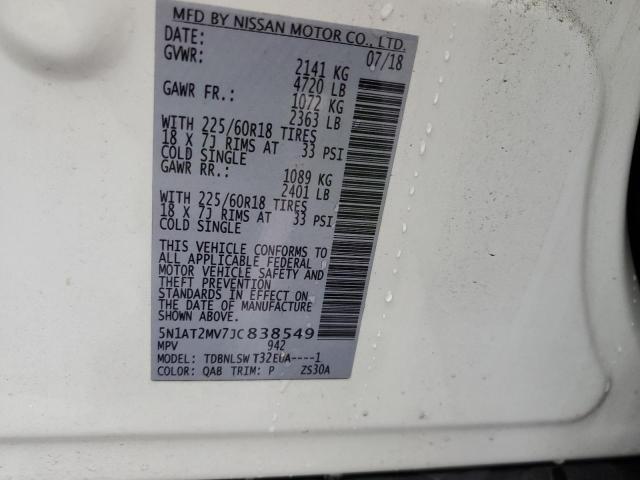 MFD BY NISSAN MOTOR CO., LTD.
DATE: 07/18
GVWR: 2141 KG
4720 LB
GAWR FR.: 1072 KG
2363 LB
WITH 225/60R18 TIRES
18 X 7J RIMS AT 33 PSI
COLD SINGLE
GAWR RR.: 1089 KG
2401 LB
WITH 225/60R18 TIRES
18 X 7J RIMS AT 33 PSI
COLD SINGLE
THIS VEHICLE CONFORMS TO
ALL APPLICABLE FEDERAL
MOTOR VEHICLE SAFETY AND
THEFT PREVENTION
STANDARDS IN EFFECT ON
THE DATE OF MANUFACTURE
SHOWN ABOVE.
5N1AT2MV7JC838549
MPV 942
MODEL: TDBNLSW T32EUA----1
COLOR: QAB TRIM: P ZS30A